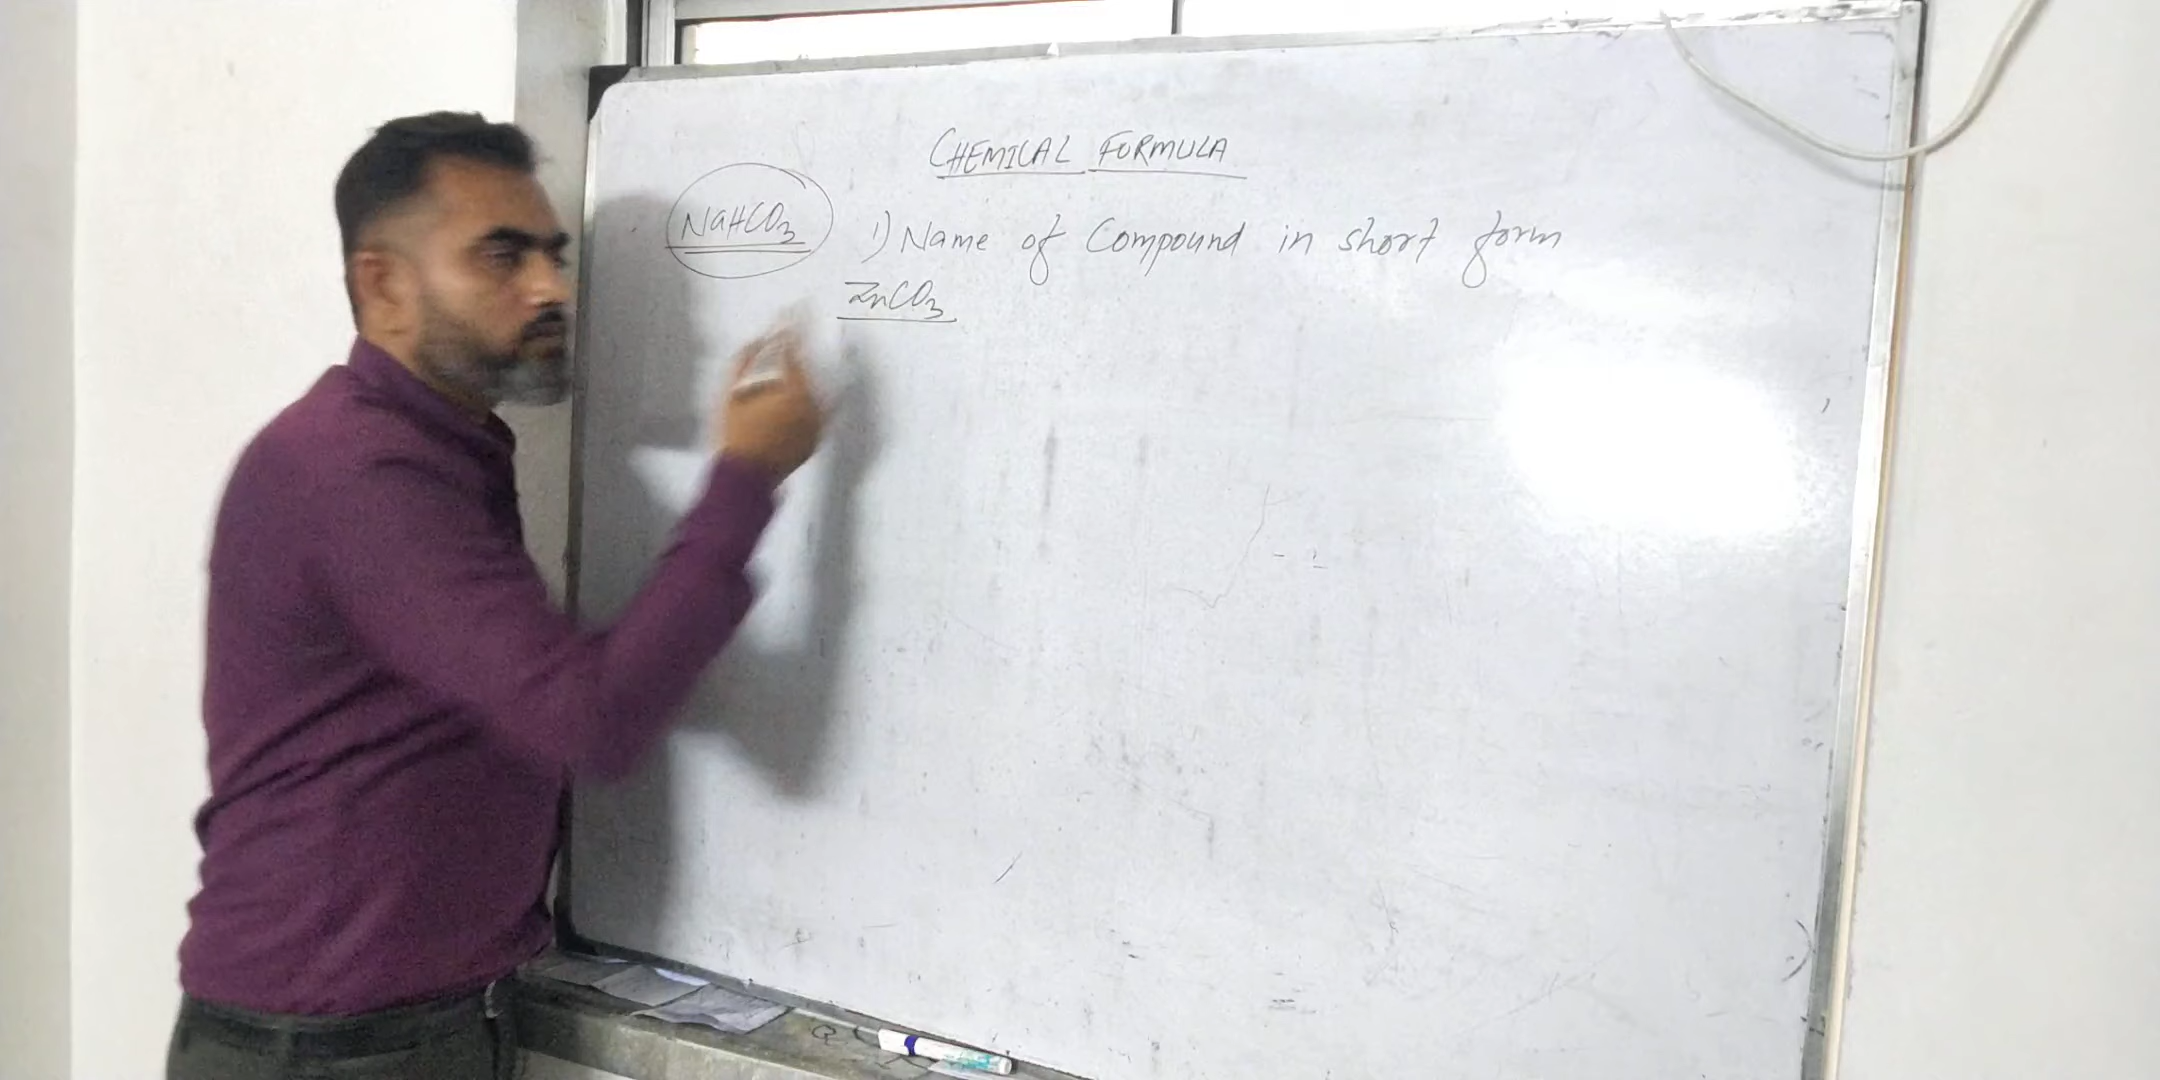 CHEMICAL FORMULA
NaHCO3
1) Name of Compound in short form
ZnCO3